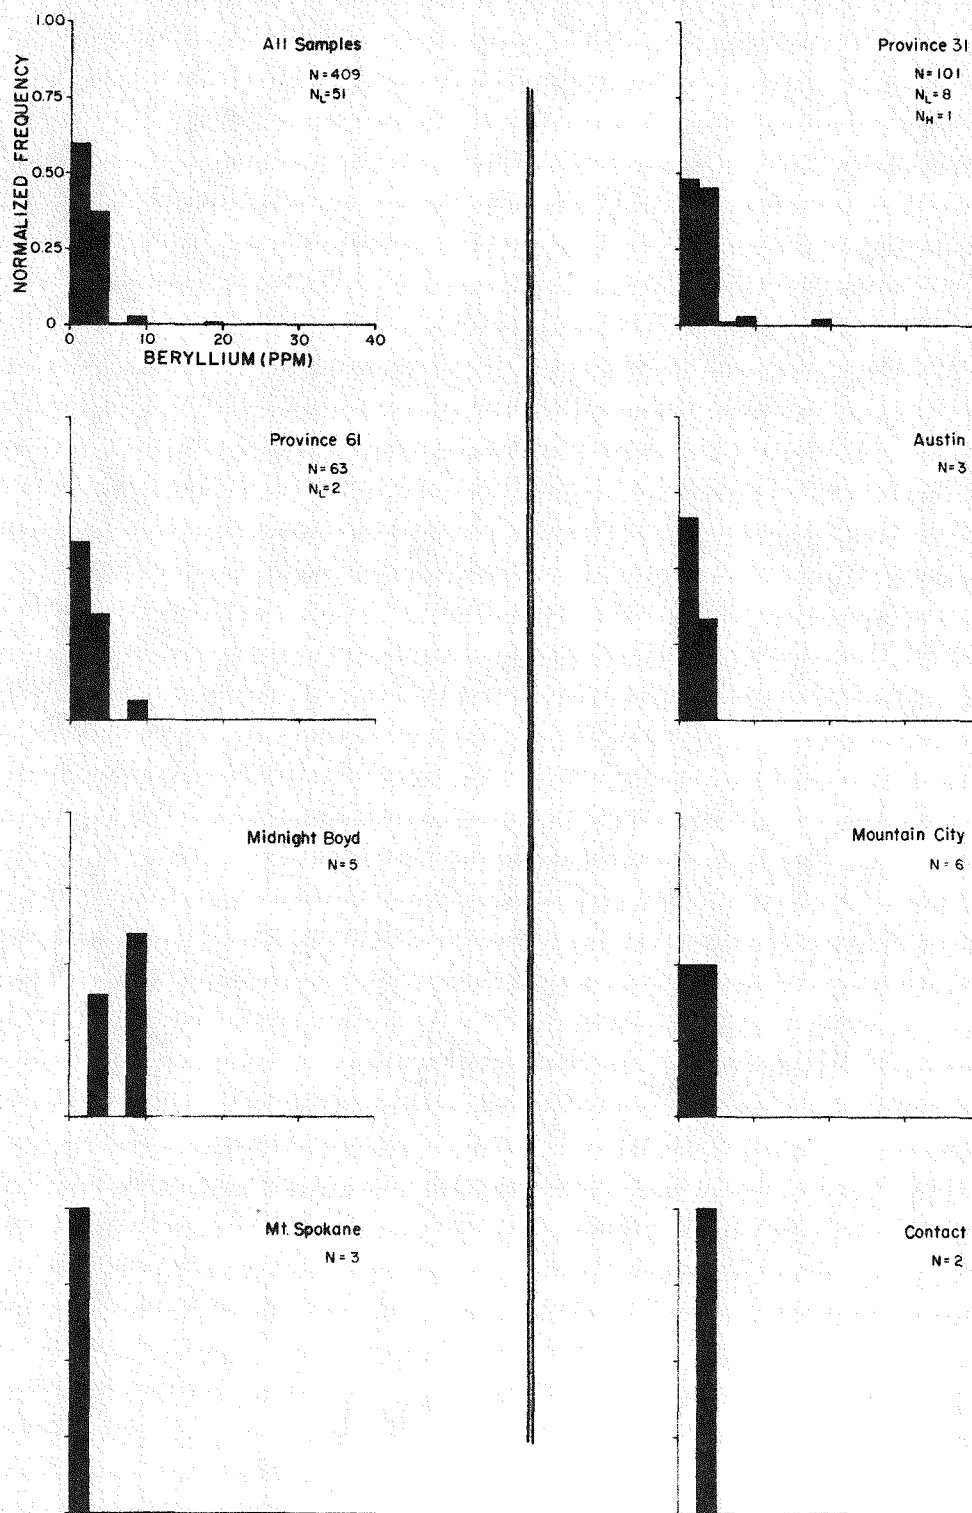 1.00
0.75
0.50
0.25
0
NORMALIZED FREQUENCY
All Samples
N=409
N_L=51
0 10 20 30 40
BERYLLIUM (PPM)
Province 61
N=63
N_L=2
Midnight Boyd
N=5
Mt. Spokane
N=3
Province 31
N=101
N_L=8
N_H=1
Austin
N=3
Mountain City
N=6
Contact
N=2